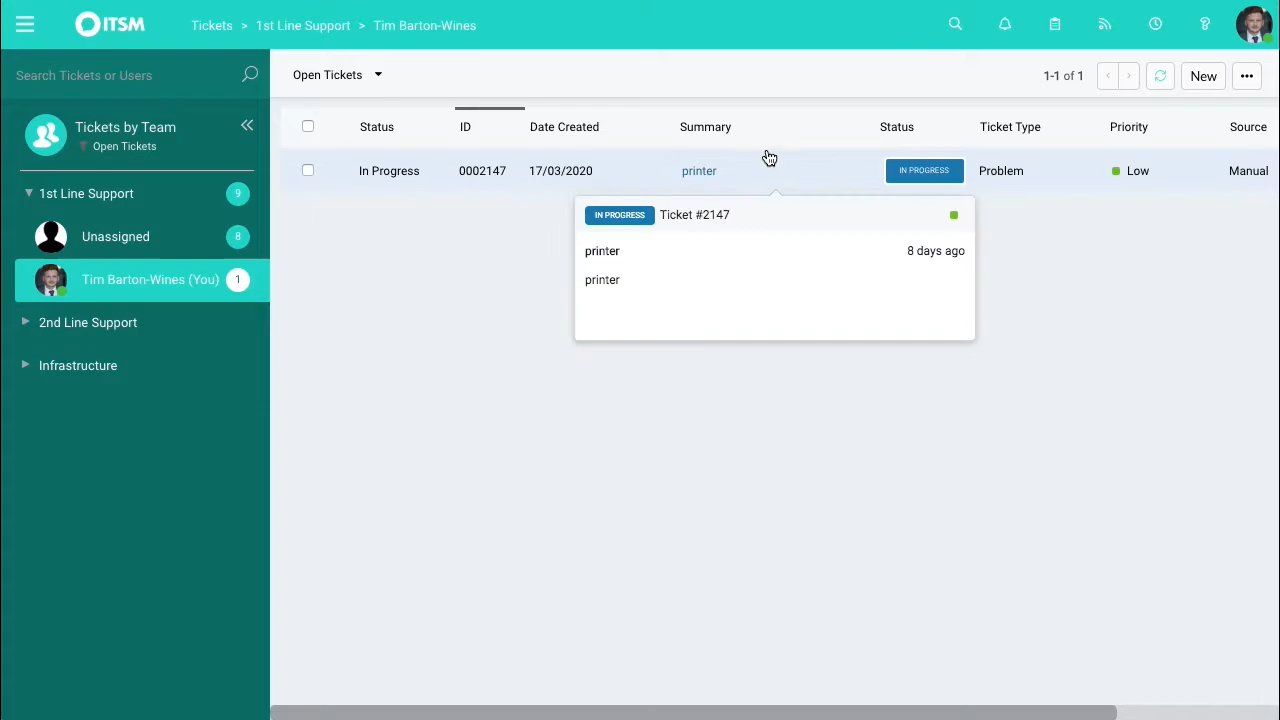 ITSM
Tickets > 1st Line Support > Tim Barton-Wines
Search Tickets or Users
Tickets by Team
Open Tickets
1st Line Support 9
Unassigned 8
Tim Barton-Wines (You) 1
2nd Line Support
Infrastructure
Open Tickets
1-1 of 1
New
Status ID Date Created Summary Status Ticket Type Priority Source
In Progress 0002147 17/03/2020 printer IN PROGRESS Problem Low Manual
IN PROGRESS Ticket #2147
printer 8 days ago
printer